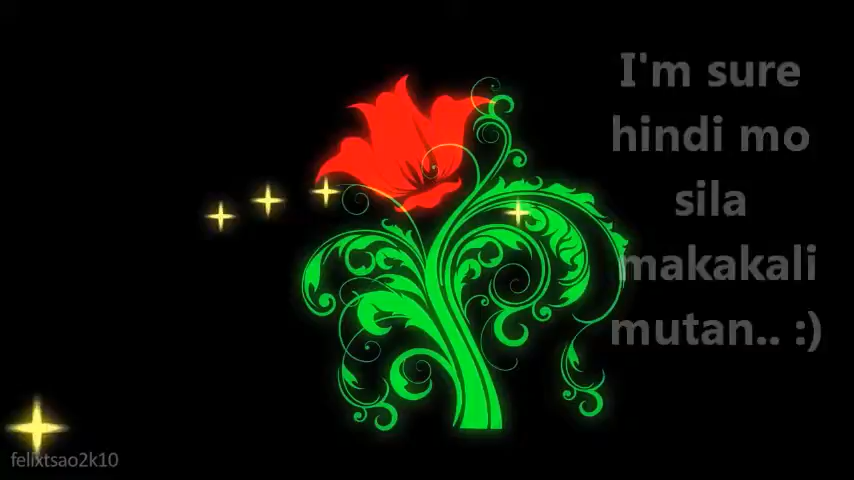 I'm sure
hindi mo
sila
makakali
mutan.. :)
felixtsao2k10